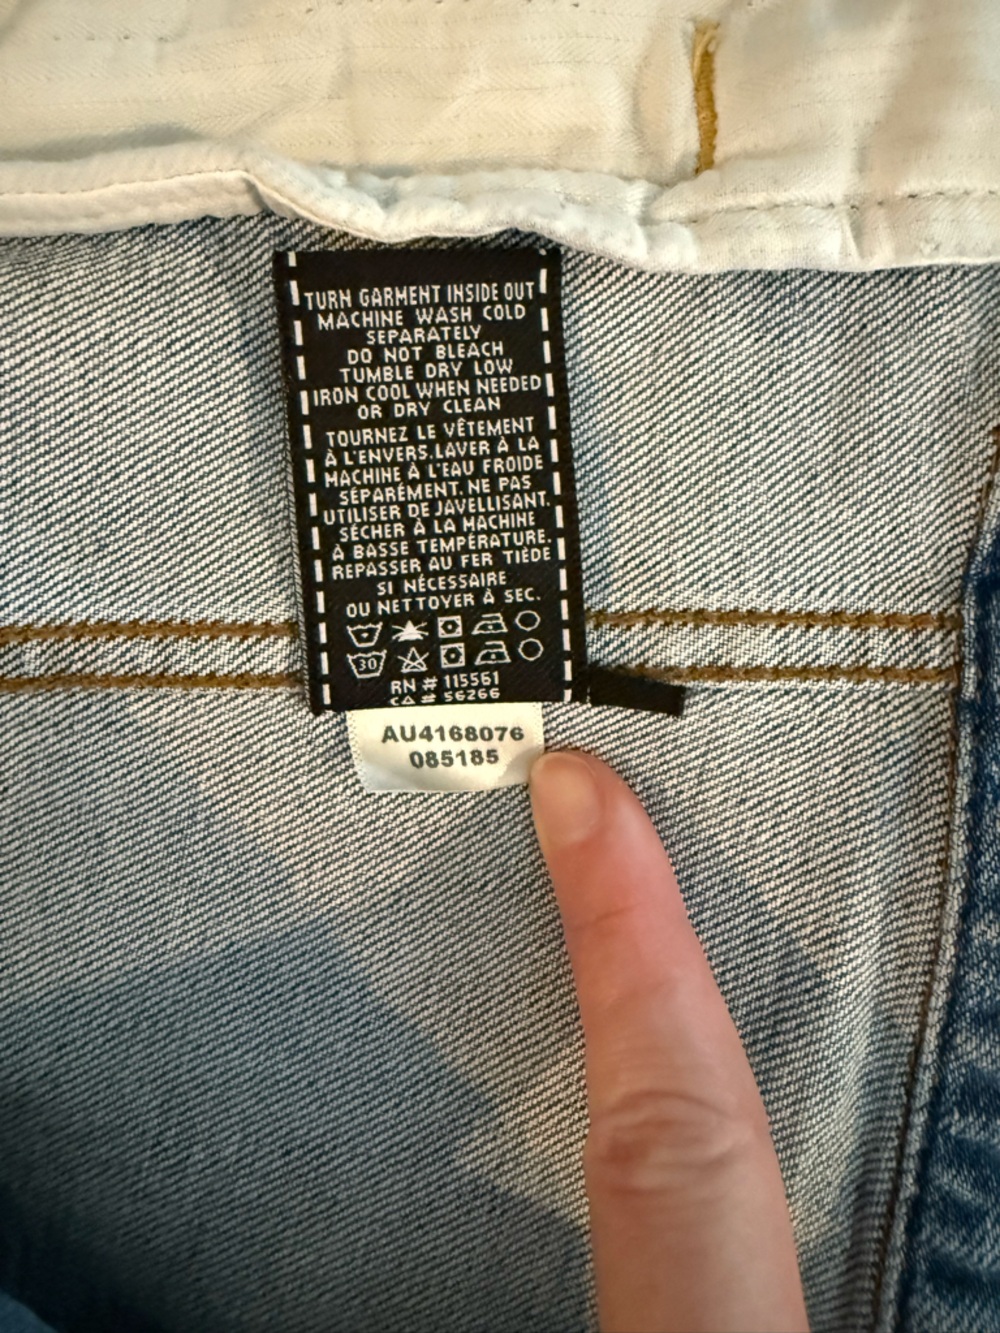 TURN GARMENT INSIDE OUT
MACHINE WASH COLD
SEPARATELY
DO NOT BLEACH
TUMBLE DRY LOW
IRON COOL WHEN NEEDED
OR DRY CLEAN
TOURNEZ LE VÊTEMENT
À L'ENVERS.LAVER À LA
MACHINE À L'EAU FROIDE
SÉPARÉMENT. NE PAS
UTILISER DE JAVELLISANT.
SÉCHER À LA MACHINE
À BASSE TEMPÉRATURE.
REPASSER AU FER TIÈDE
SI NÉCESSAIRE
OU NETTOYER À SEC.
30
RN # 115561
CA # 56266
AU4168076
085185